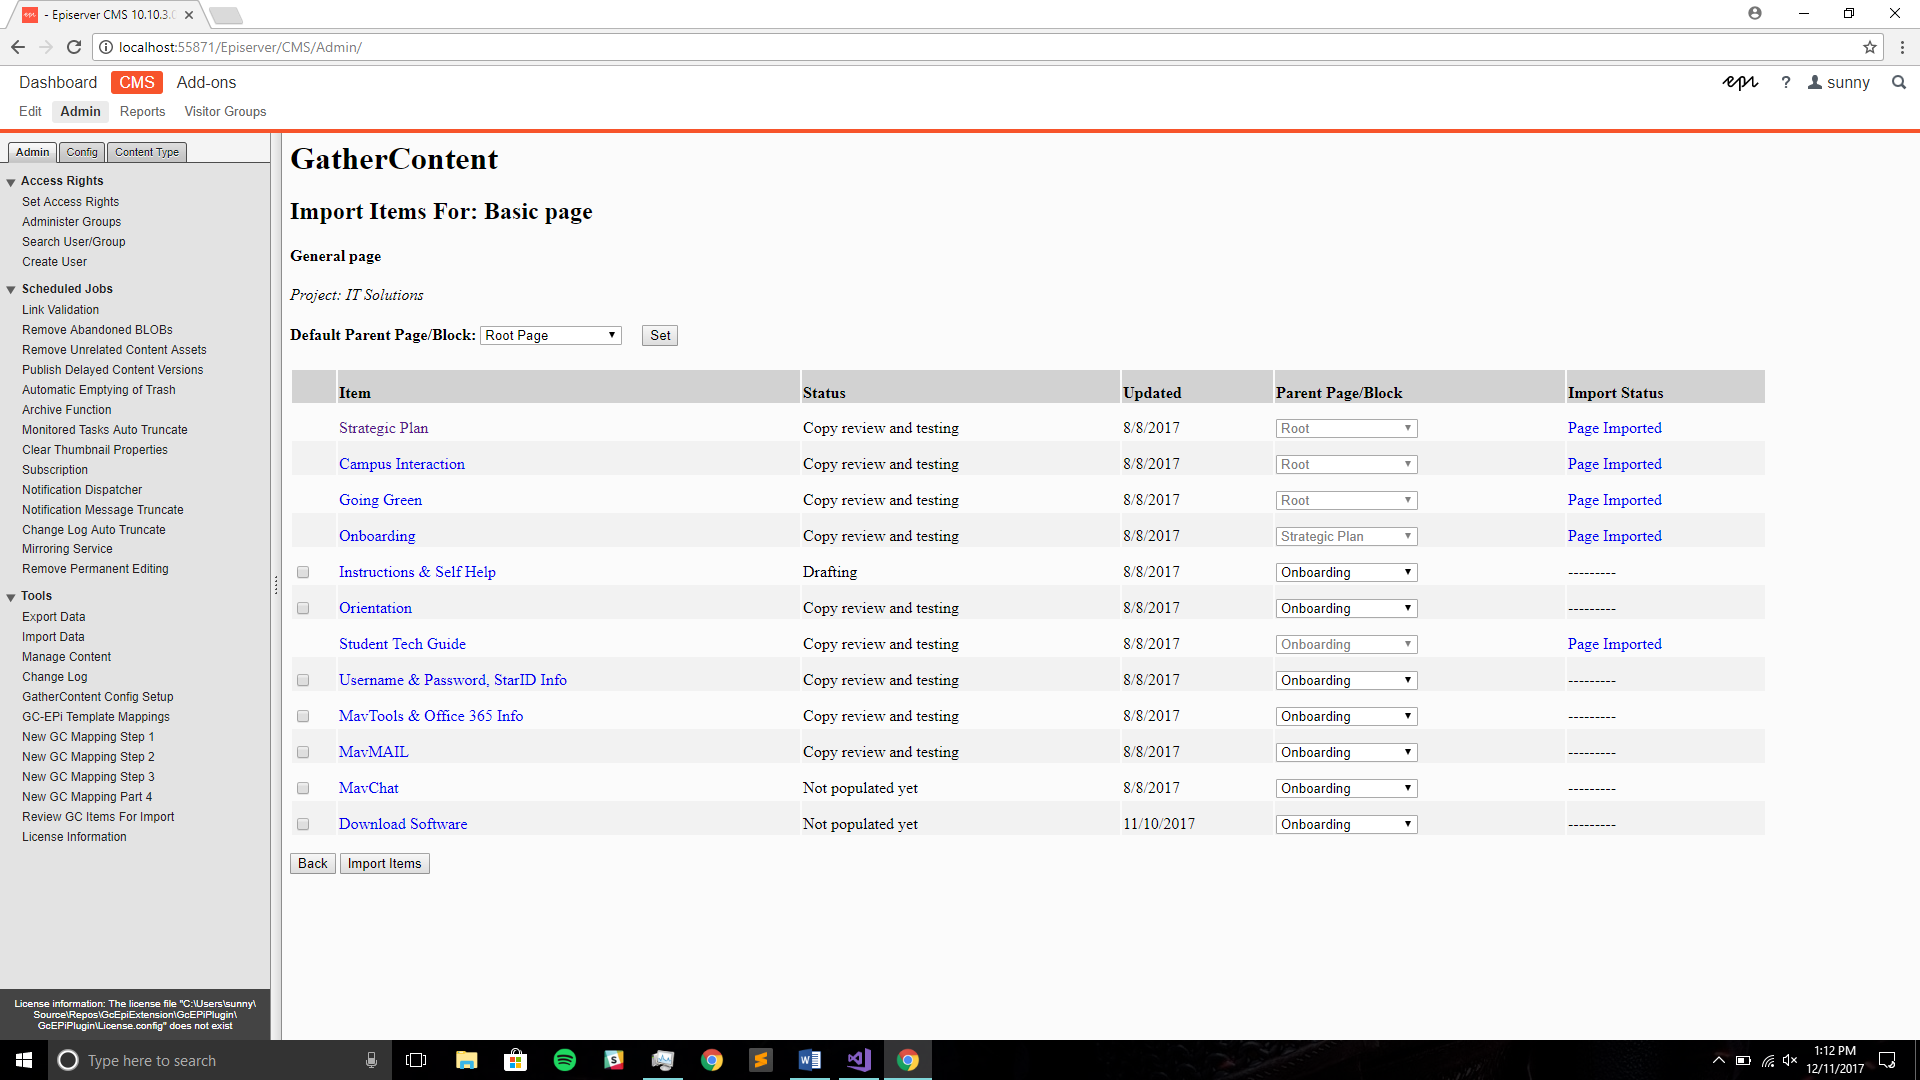 - Episerver CMS 10.10.3.
localhost:55871/Episerver/CMS/Admin/
Dashboard CMS Add-ons
epi ? sunny
Edit Admin Reports Visitor Groups
Admin Config Content Type
Access Rights
Set Access Rights
Administer Groups
Search User/Group
Create User
Scheduled Jobs
Link Validation
Remove Abandoned BLOBs
Remove Unrelated Content Assets
Publish Delayed Content Versions
Automatic Emptying of Trash
Archive Function
Monitored Tasks Auto Truncate
Clear Thumbnail Properties
Subscription
Notification Dispatcher
Notification Message Truncate
Change Log Auto Truncate
Mirroring Service
Remove Permanent Editing
Tools
Export Data
Import Data
Manage Content
Change Log
GatherContent Config Setup
GC-EPi Template Mappings
New GC Mapping Step 1
New GC Mapping Step 2
New GC Mapping Step 3
New GC Mapping Part 4
Review GC Items For Import
License Information
License information: The license file "C:\Users\sunny\
Source\Repos\GcEpiExtension\GcEPiPlugin\
GcEPiPlugin\License.config" does not exist
GatherContent
Import Items For: Basic page
General page
Project: IT Solutions
Default Parent Page/Block: Root Page Set
Item Status Updated Parent Page/Block Import Status
Strategic Plan Copy review and testing 8/8/2017 Root Page Imported
Campus Interaction Copy review and testing 8/8/2017 Root Page Imported
Going Green Copy review and testing 8/8/2017 Root Page Imported
Onboarding Copy review and testing 8/8/2017 Strategic Plan Page Imported
Instructions & Self Help Drafting 8/8/2017 Onboarding ---------
Orientation Copy review and testing 8/8/2017 Onboarding ---------
Student Tech Guide Copy review and testing 8/8/2017 Onboarding Page Imported
Username & Password, StarID Info Copy review and testing 8/8/2017 Onboarding ---------
MavTools & Office 365 Info Copy review and testing 8/8/2017 Onboarding ---------
MavMAIL Copy review and testing 8/8/2017 Onboarding ---------
MavChat Not populated yet 8/8/2017 Onboarding ---------
Download Software Not populated yet 11/10/2017 Onboarding ---------
Back Import Items
Type here to search
1:12 PM
12/11/2017